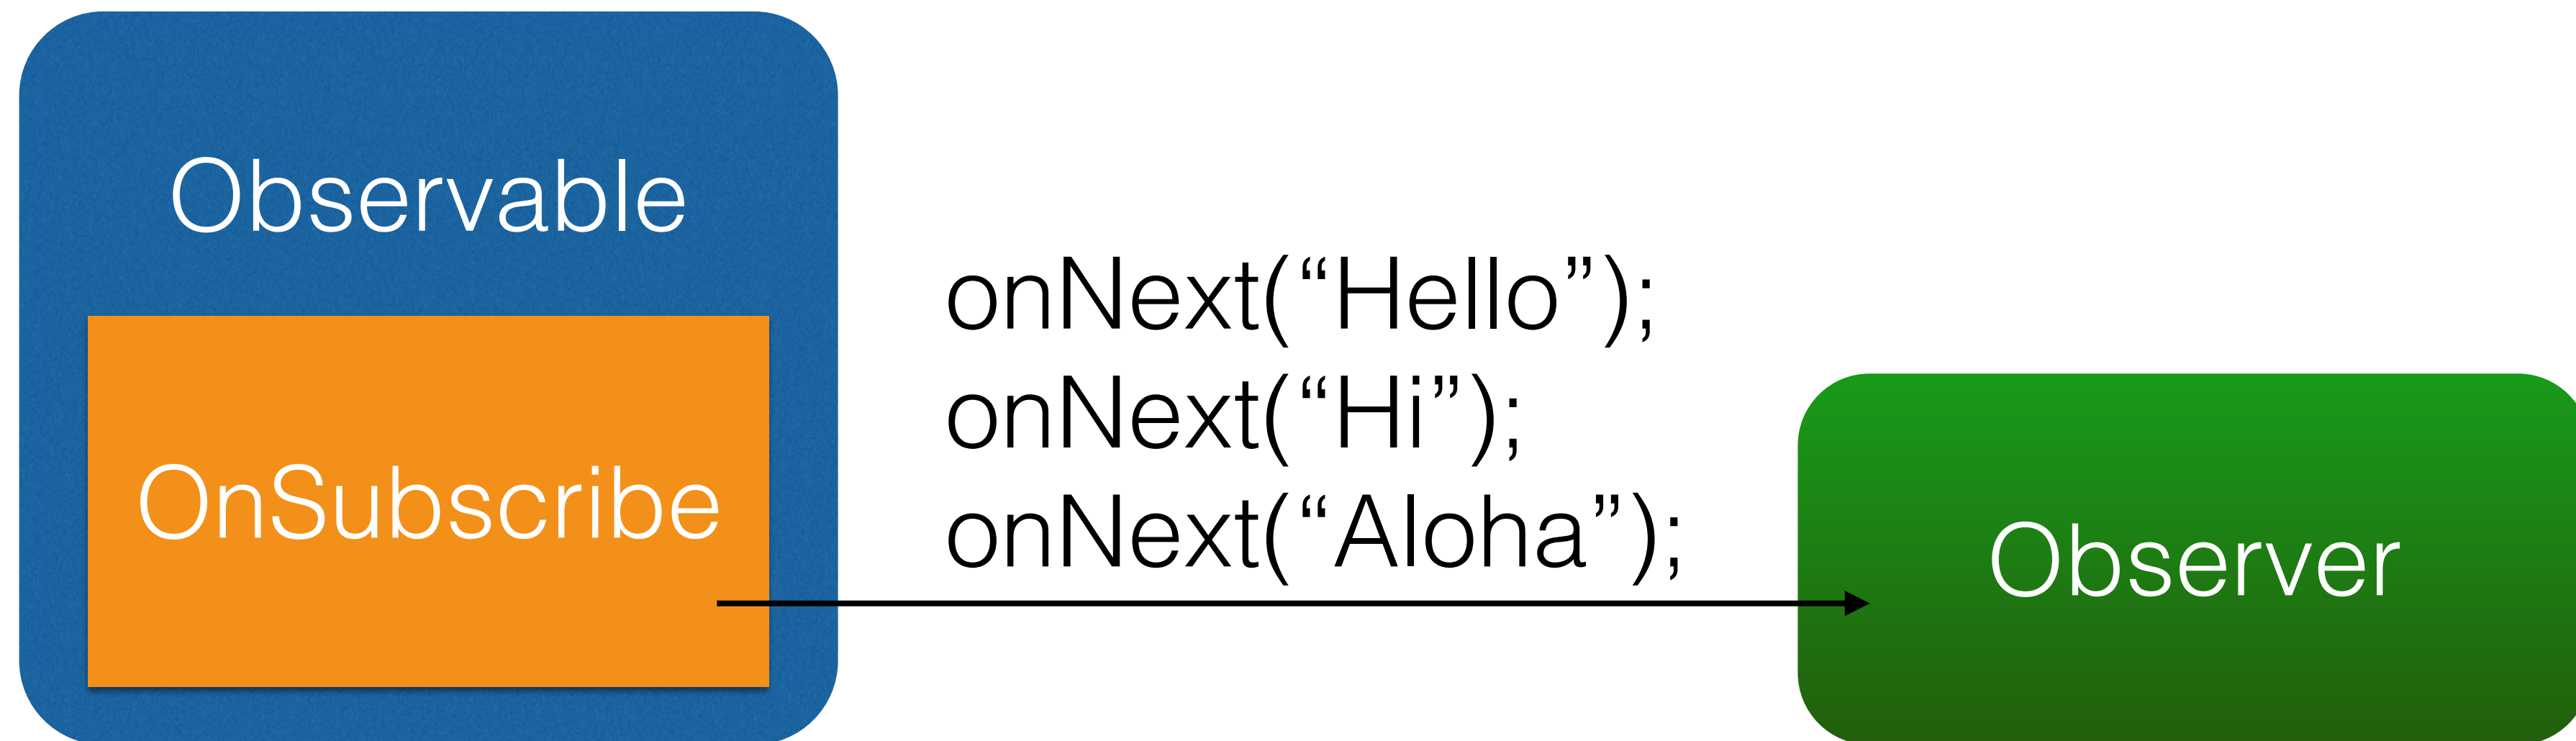 Observable
OnSubscribe
onNext(“Hello”);
onNext(“Hi”);
onNext(“Aloha”);
Observer